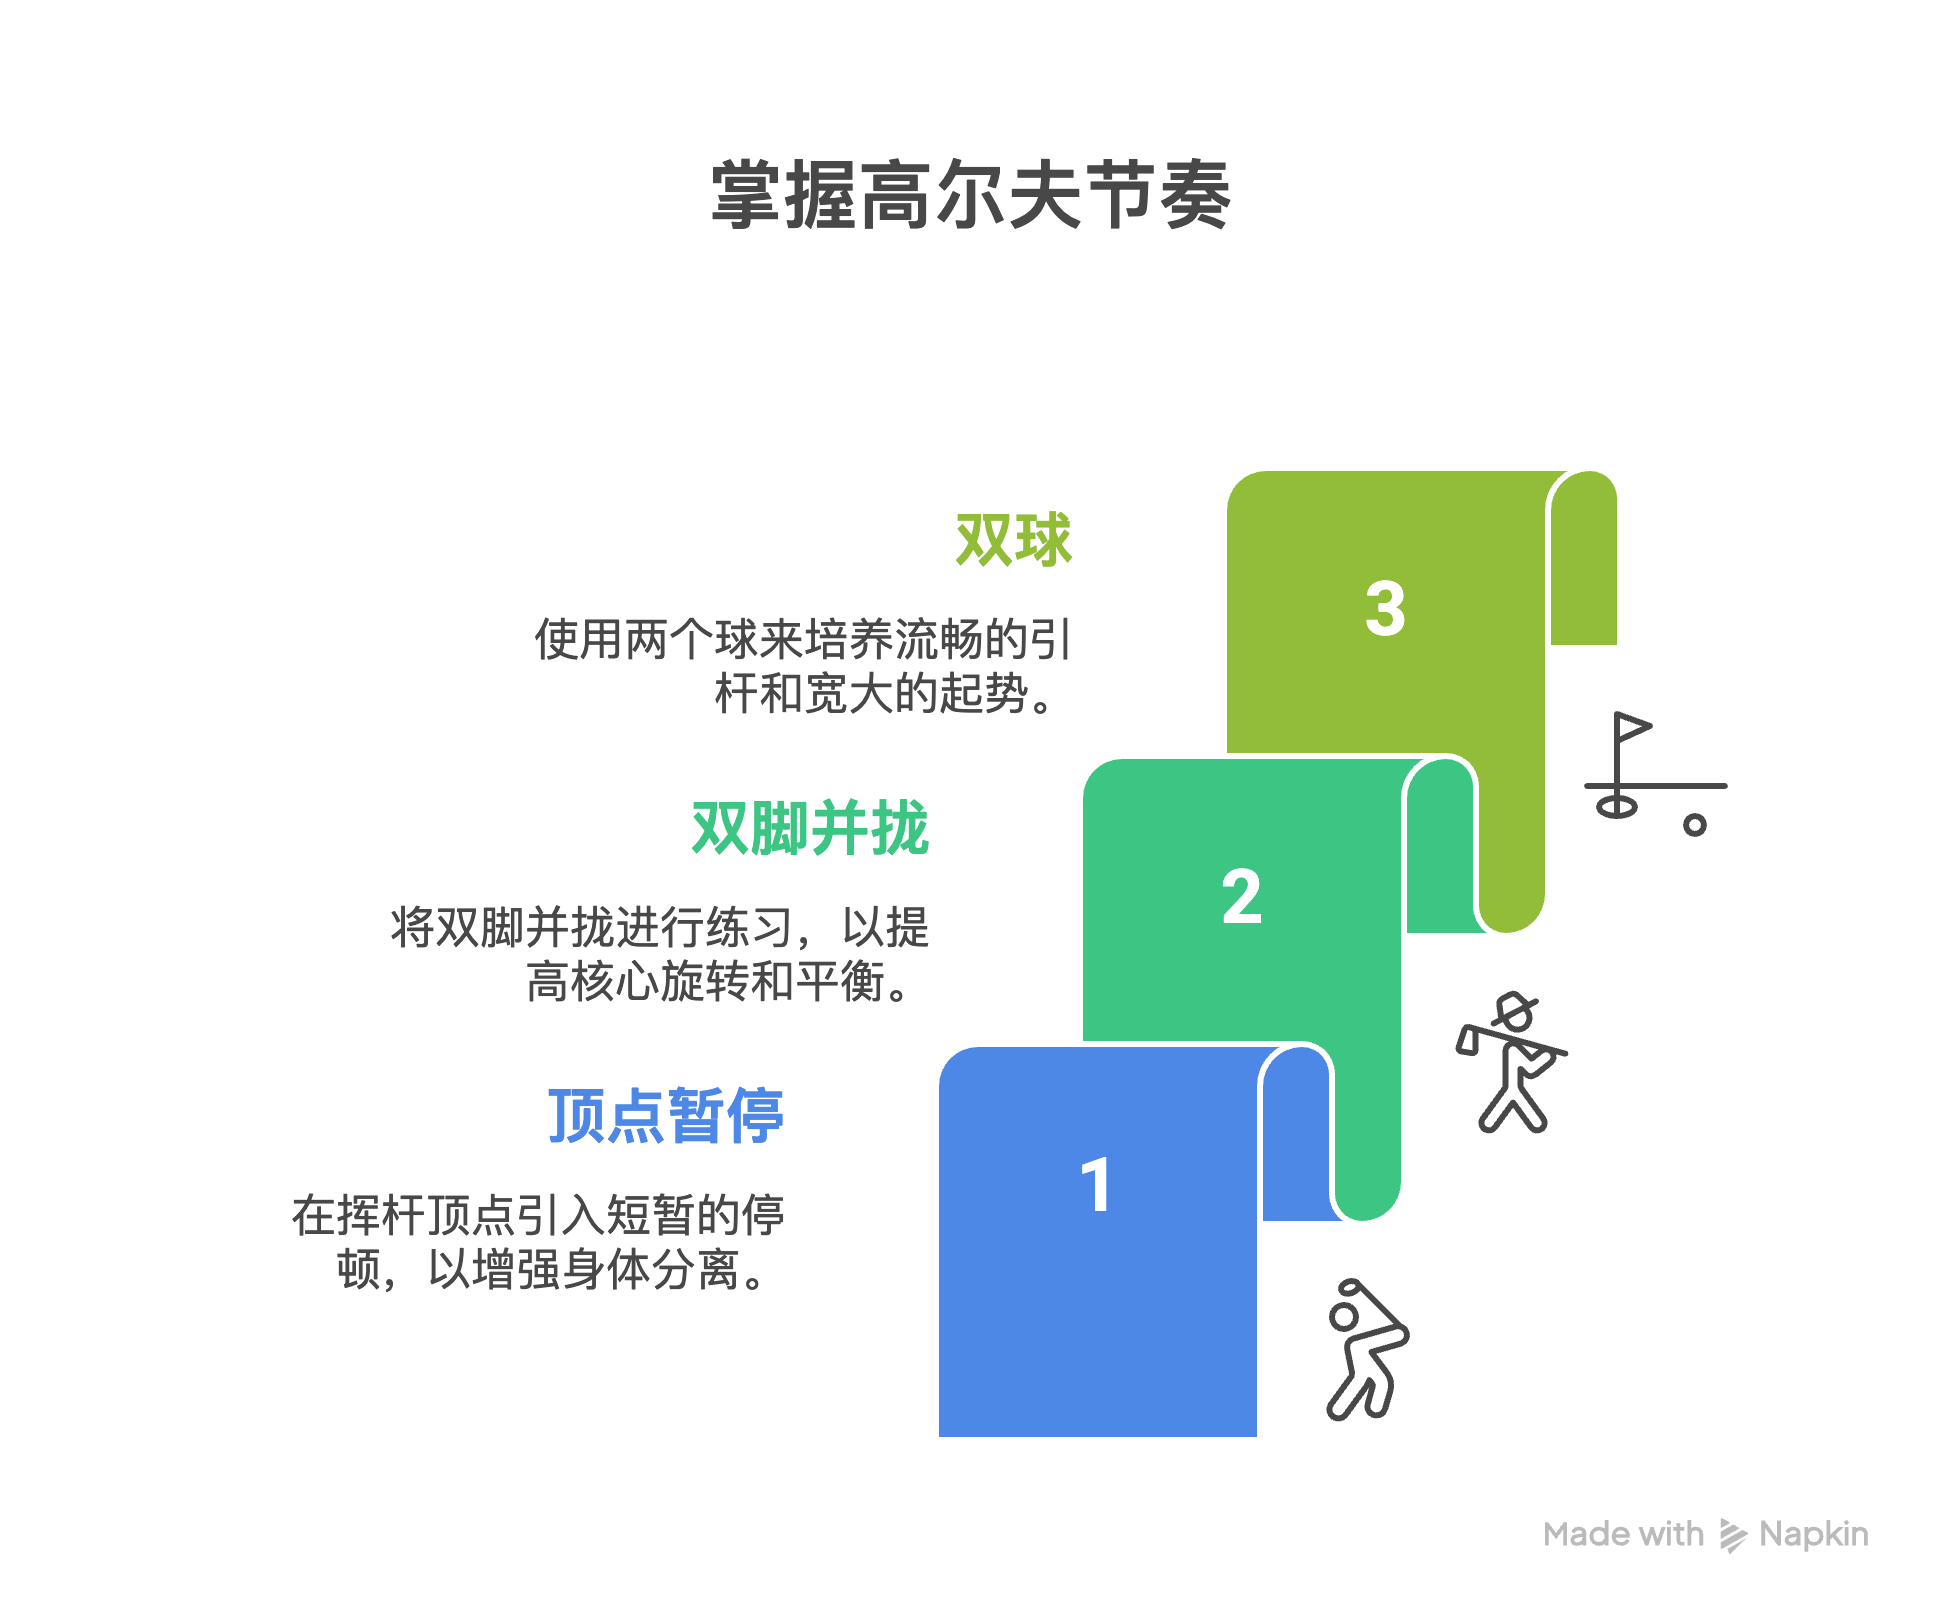 掌握高尔夫节奏
双球
3
使用两个球来培养流畅的引
杆和宽大的起势。
双脚并拢
2
将双脚并拢进行练习，以提
高核心旋转和平衡。
顶点暂停
1
在挥杆顶点引入短暂的停
顿，以增强身体分离。
Made with Napkin